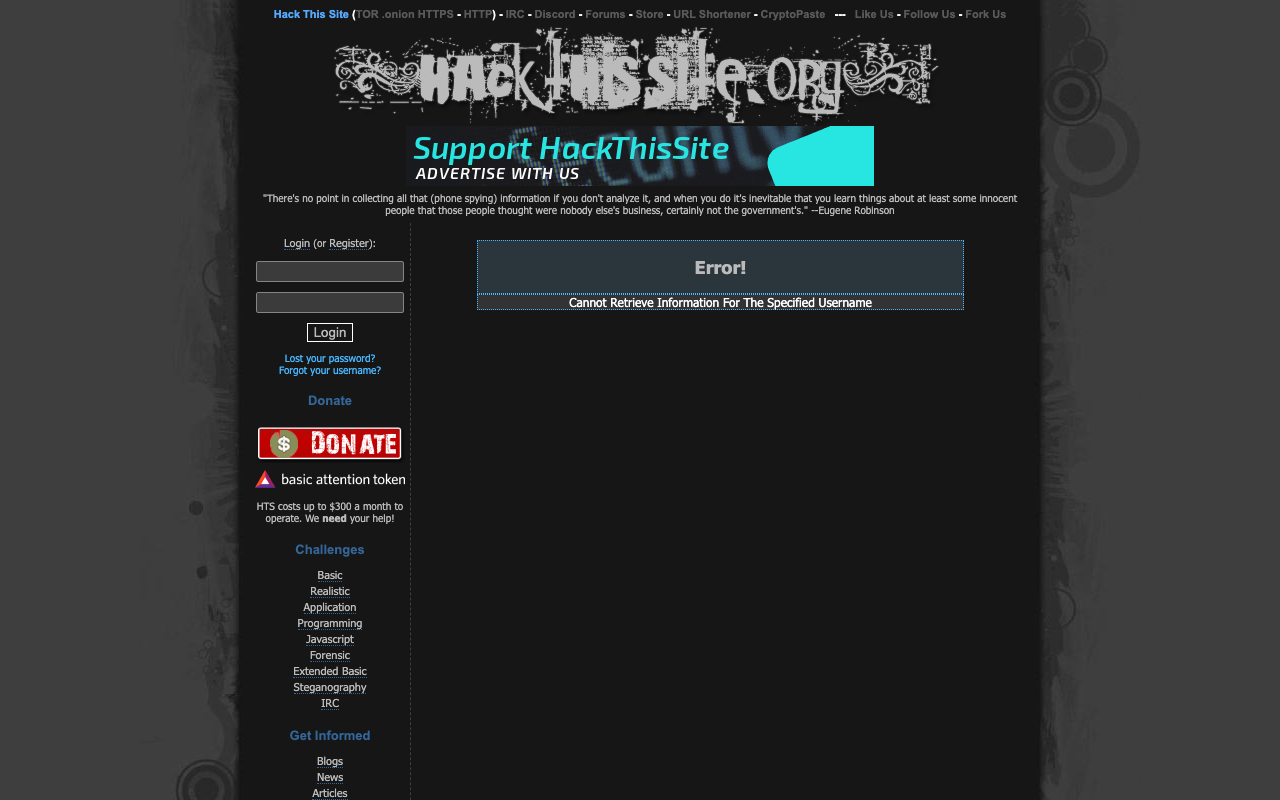 Hack This Site (TOR .onion HTTPS - HTTP) - IRC - Discord - Forums - Store - URL Shortener - CryptoPaste --- Like Us - Follow Us - Fork Us
HackThisSite.org
Support HackThisSite
ADVERTISE WITH US
"There's no point in collecting all that (phone spying) information if you don't analyze it, and when you do it's inevitable that you learn things about at least some innocent
people that those people thought were nobody else's business, certainly not the government's." --Eugene Robinson
Login (or Register):
Login
Lost your password?
Forgot your username?
Donate
$ DONATE
basic attention token
HTS costs up to $300 a month to
operate. We need your help!
Challenges
Basic
Realistic
Application
Programming
Javascript
Forensic
Extended Basic
Steganography
IRC
Get Informed
Blogs
News
Articles
Error!
Cannot Retrieve Information For The Specified Username